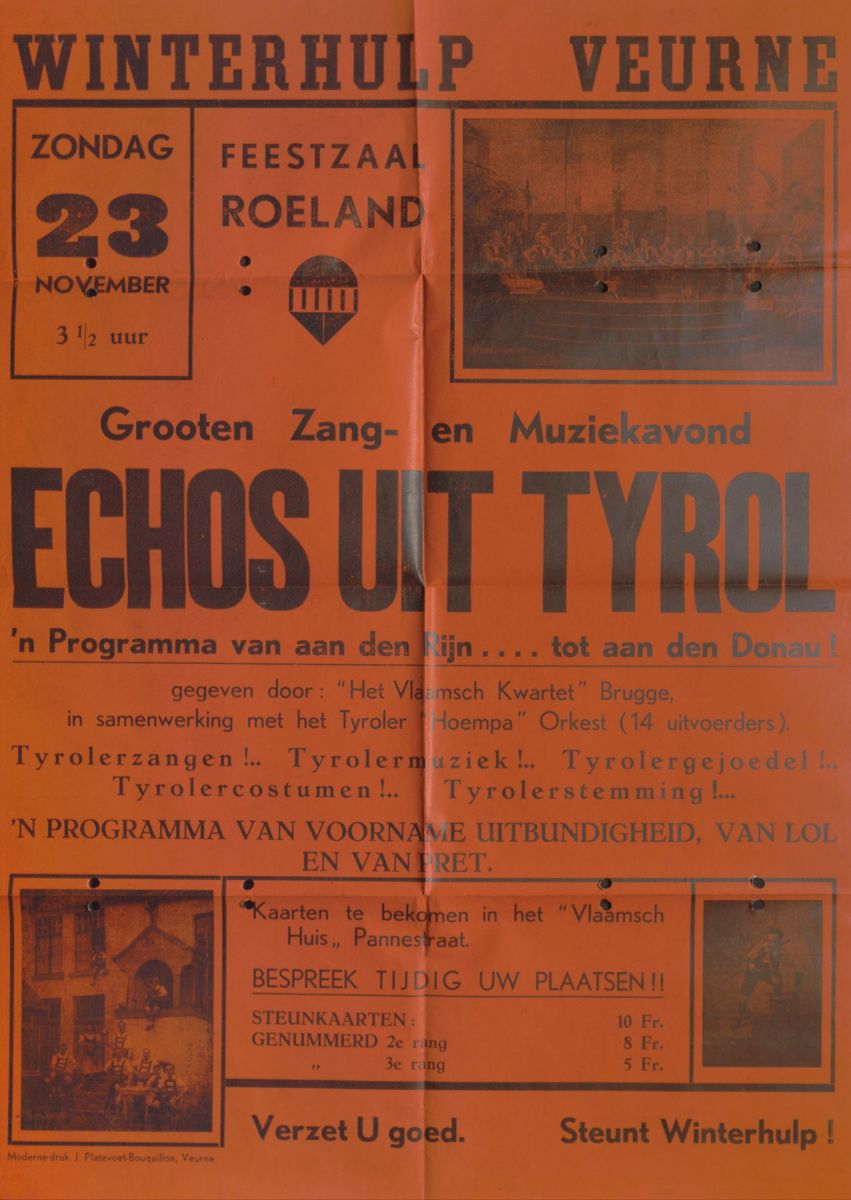 WINTERHULP VEURNE
ZONDAG
23
NOVEMBER
3 1/2 uur
FEESTZAAL
ROELAND
Grooten Zang- en Muziekavond
ECHOS UIT TYROL
'n Programma van aan den Rijn.... tot aan den Donau!
gegeven door: "Het Vlaamsch Kwartet" Brugge,
in samenwerking met het Tyroler "Hoempa" Orkest (14 uitvoerders).
Tyrolerzangen!.. Tyrolermuziek!.. Tyrolergejoedel!..
Tyrolercostumen!.. Tyrolerstemming!...
'N PROGRAMMA VAN VOORNAME UITBUNDIGHEID, VAN LOL
EN VAN PRET.
Kaarten te bekomen in het "Vlaamsch
Huis„ Pannestraat.
BESPREEK TIJDIG UW PLAATSEN!!
STEUNKAARTEN: 10 Fr.
GENUMMERD 2e rang 8 Fr.
„ 3e rang 5 Fr.
Verzet U goed. Steunt Winterhulp!
Moderne druk. J. Platevoet-Bouquillon, Veurne